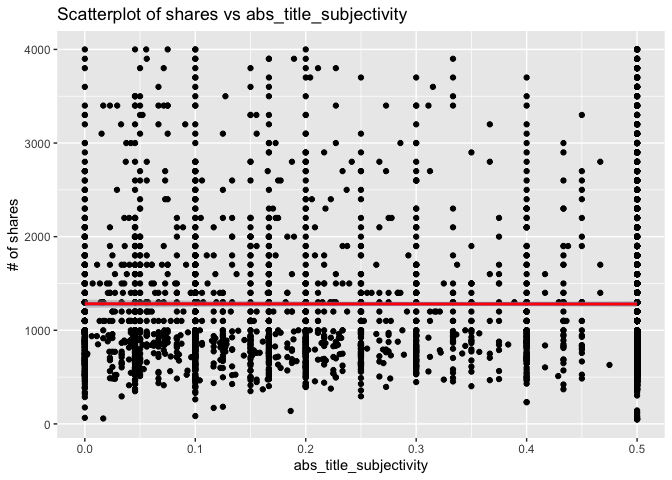 Scatterplot of shares vs abs_title_subjectivity
4000
3000
2000
1000
0
# of shares
0.0 0.1 0.2 0.3 0.4 0.5
abs_title_subjectivity